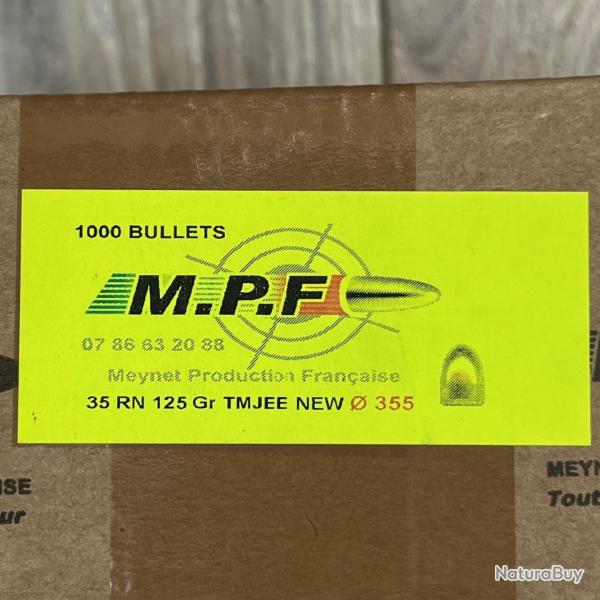 1000 BULLETS
M.P.F
07 86 63 20 88
Meynet Production Française
35 RN 125 Gr TMJEE NEW Ø 355
ISE
ur
MEYN
Tout
NaturaBuy